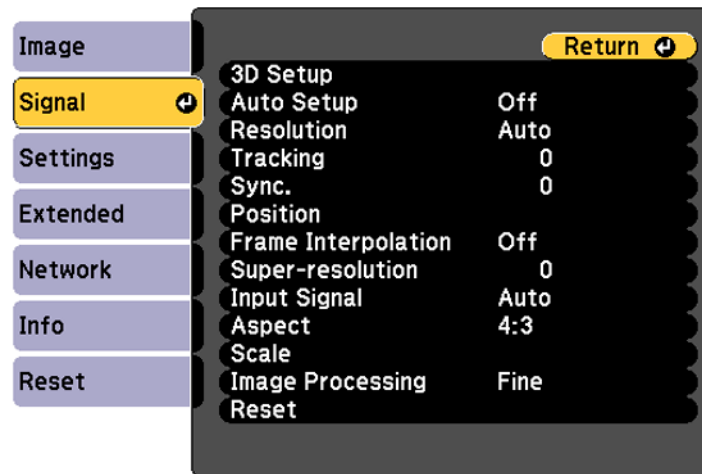 Image
Signal
Settings
Extended
Network
Info
Reset
Return
3D Setup
Auto Setup Off
Resolution Auto
Tracking 0
Sync. 0
Position
Frame Interpolation Off
Super-resolution 0
Input Signal Auto
Aspect 4:3
Scale
Image Processing Fine
Reset